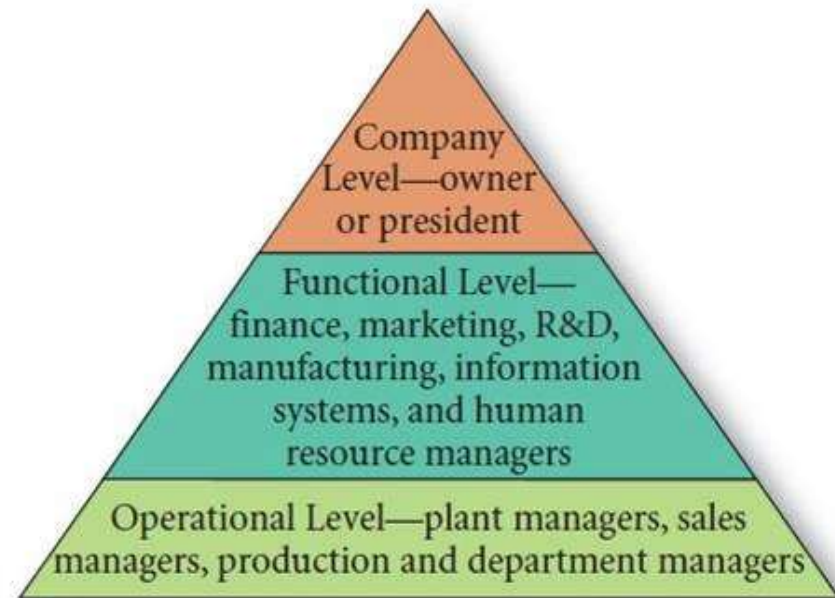 Company
Level—owner
or president
Functional Level—
finance, marketing, R&D,
manufacturing, information
systems, and human
resource managers
Operational Level—plant managers, sales
managers, production and department managers